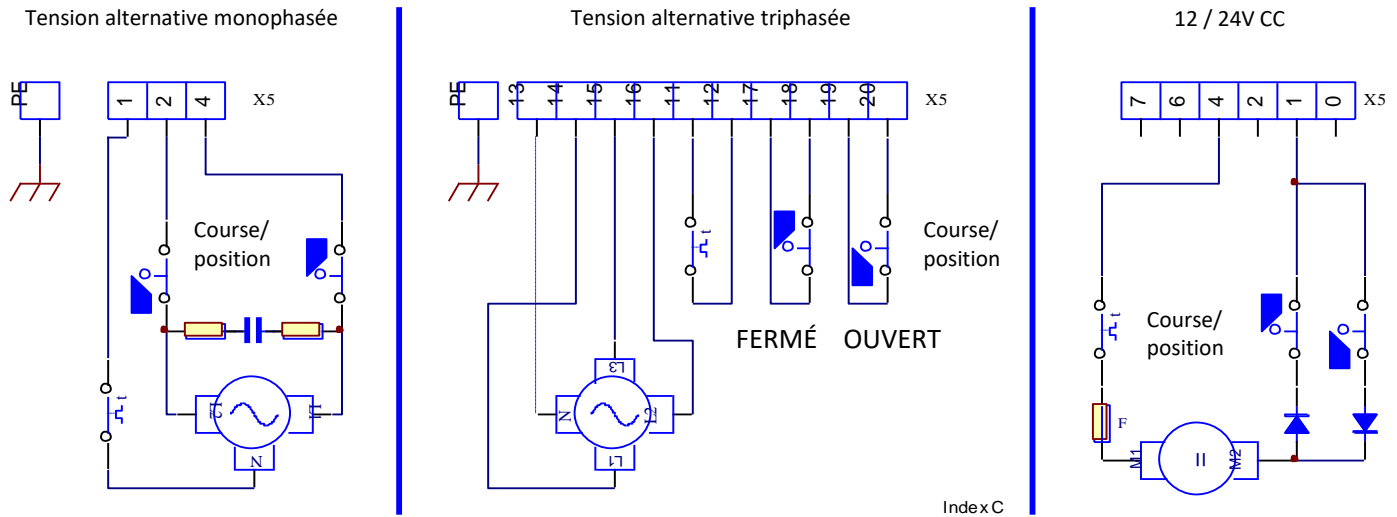 Tension alternative monophasée
PE
1 2 4 X5
Course/
position
t
L2 L1
N
Tension alternative triphasée
PE
13 14 15 16 11 12 17 18 19 20 X5
t
Course/
position
FERMÉ OUVERT
L3
N L2
L1
Index C
12 / 24V CC
7 6 4 2 1 0 X5
t
Course/
position
F
M1 II M2